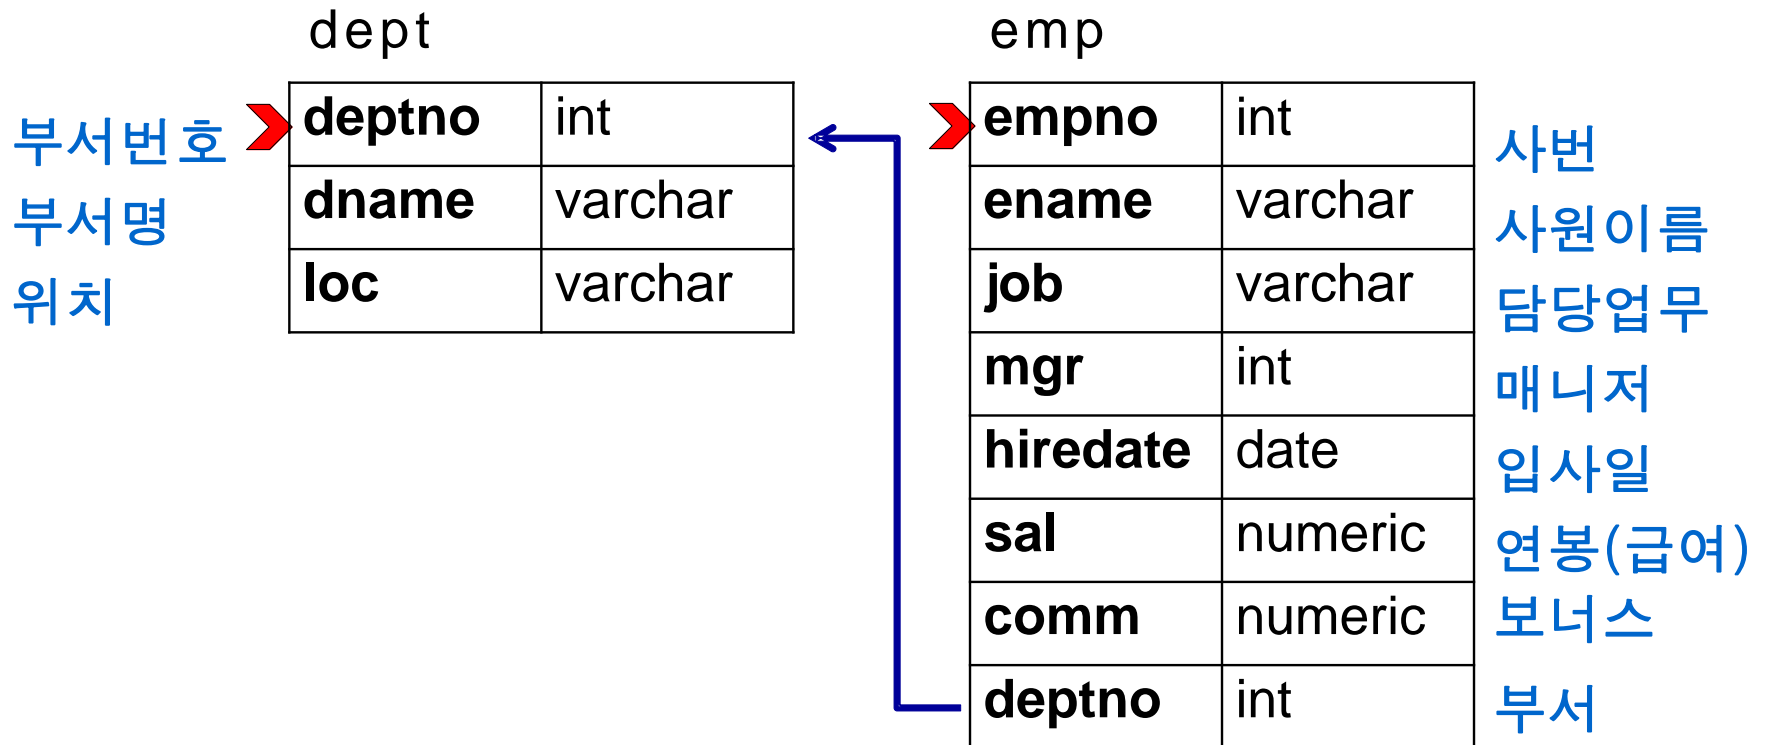 dept
부서번호 deptno int
부서명 dname varchar
위치 loc varchar
emp
empno int 사번
ename varchar 사원이름
job varchar 담당업무
mgr int 매니저
hiredate date 입사일
sal numeric 연봉(급여)
comm numeric 보너스
deptno int 부서